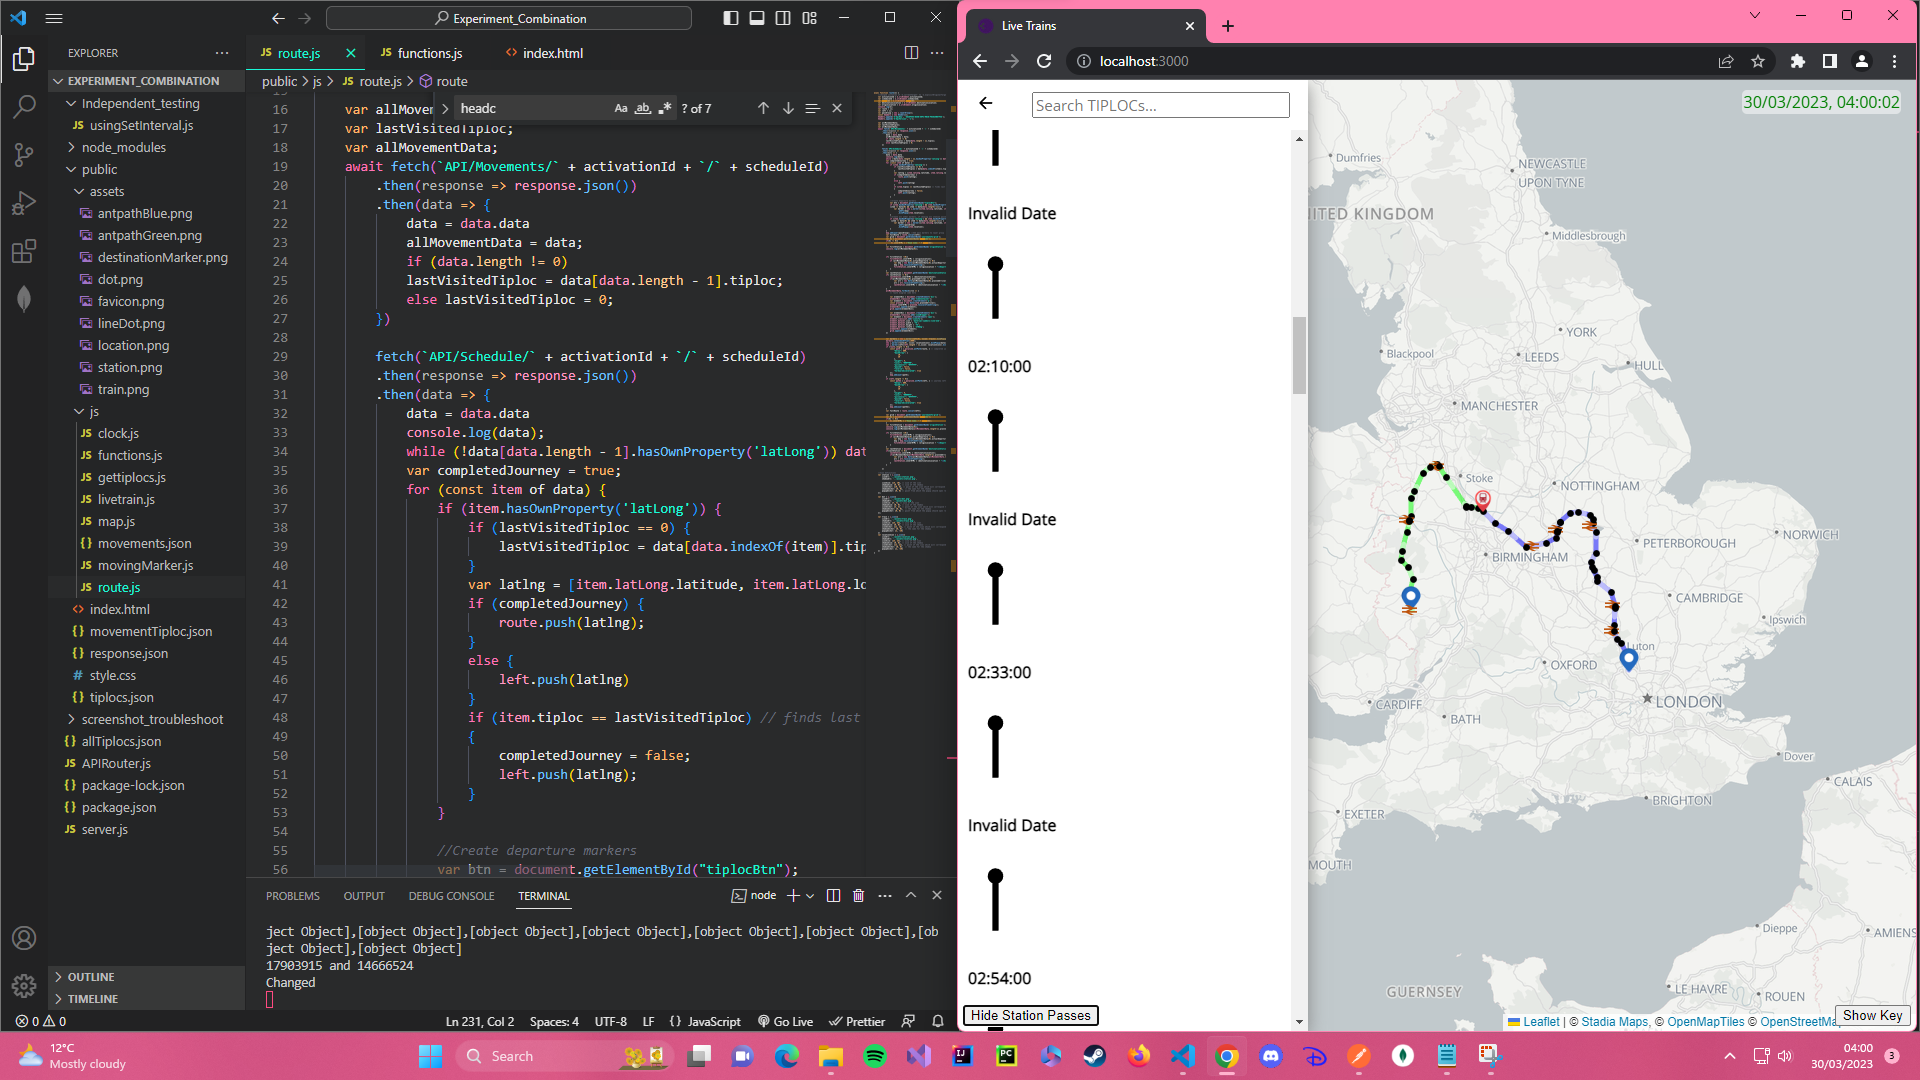 Experiment_Combination
EXPLORER
EXPERIMENT_COMBINATION
Independent_testing
JS usingSetInterval.js
node_modules
public
assets
antpathBlue.png
antpathGreen.png
destinationMarker.png
dot.png
favicon.png
lineDot.png
location.png
station.png
train.png
js
JS clock.js
JS functions.js
JS gettiplocs.js
JS livetrain.js
JS map.js
{} movements.json
JS movingMarker.js
JS route.js
<> index.html
{} movementTiploc.json
{} response.json
# style.css
{} tiplocs.json
screenshot_troubleshoot
{} allTiplocs.json
JS APIRouter.js
{} package-lock.json
{} package.json
JS server.js
OUTLINE
TIMELINE
JS route.js
JS functions.js
<> index.html
public > js > JS route.js > route
headc
Aa ab .* ? of 7
16 var allMover
17 var lastVisitedTiploc;
18 var allMovementData;
19 await fetch(`API/Movements/` + activationId + `/` + scheduleId)
20 .then(response => response.json())
21 .then(data => {
22 data = data.data
23 allMovementData = data;
24 if (data.length != 0)
25 lastVisitedTiploc = data[data.length - 1].tiploc;
26 else lastVisitedTiploc = 0;
27 })
28
29 fetch(`API/Schedule/` + activationId + `/` + scheduleId)
30 .then(response => response.json())
31 .then(data => {
32 data = data.data
33 console.log(data);
34 while (!data[data.length - 1].hasOwnProperty('latLong')) dat
35 var completedJourney = true;
36 for (const item of data) {
37 if (item.hasOwnProperty('latLong')) {
38 if (lastVisitedTiploc == 0) {
39 lastVisitedTiploc = data[data.indexOf(item)].tip
40 }
41 var latlng = [item.latLong.latitude, item.latLong.lo
42 if (completedJourney) {
43 route.push(latlng);
44 }
45 else {
46 left.push(latlng)
47 }
48 if (item.tiploc == lastVisitedTiploc) // finds last
49 {
50 completedJourney = false;
51 left.push(latlng);
52 }
53 }
54
55 //Create departure markers
56 var btn = document.getElementById("tiplocBtn");
PROBLEMS OUTPUT DEBUG CONSOLE TERMINAL
node
ject Object],[object Object],[object Object],[object Object],[object Object],[object Object],[ob
ject Object],[object Object]
17903915 and 14666524
Changed
0 0
Ln 231, Col 2 Spaces: 4 UTF-8 LF {} JavaScript Go Live Prettier
Live Trains
localhost:3000
Search TIPLOCs...
Invalid Date
02:10:00
Invalid Date
02:33:00
Invalid Date
02:54:00
Hide Station Passes
30/03/2023, 04:00:02
Dumfries
NEWCASTLE
UPON TYNE
ITED KINGDOM
Middlesbrough
YORK
Blackpool
LEEDS
HULL
MANCHESTER
Stoke
NOTTINGHAM
NORWICH
PETERBOROUGH
BIRMINGHAM
CAMBRIDGE
Ipswich
Luton
OXFORD
CARDIFF
LONDON
BATH
Dover
CALAIS
BRIGHTON
EXETER
MOUTH
Dieppe
AMIENS
LE HAVRE
GUERNSEY
ROUEN
Leaflet | © Stadia Maps, © OpenMapTiles © OpenStreetMa
Show Key
12°C
Mostly cloudy
Search
04:00
30/03/2023
3